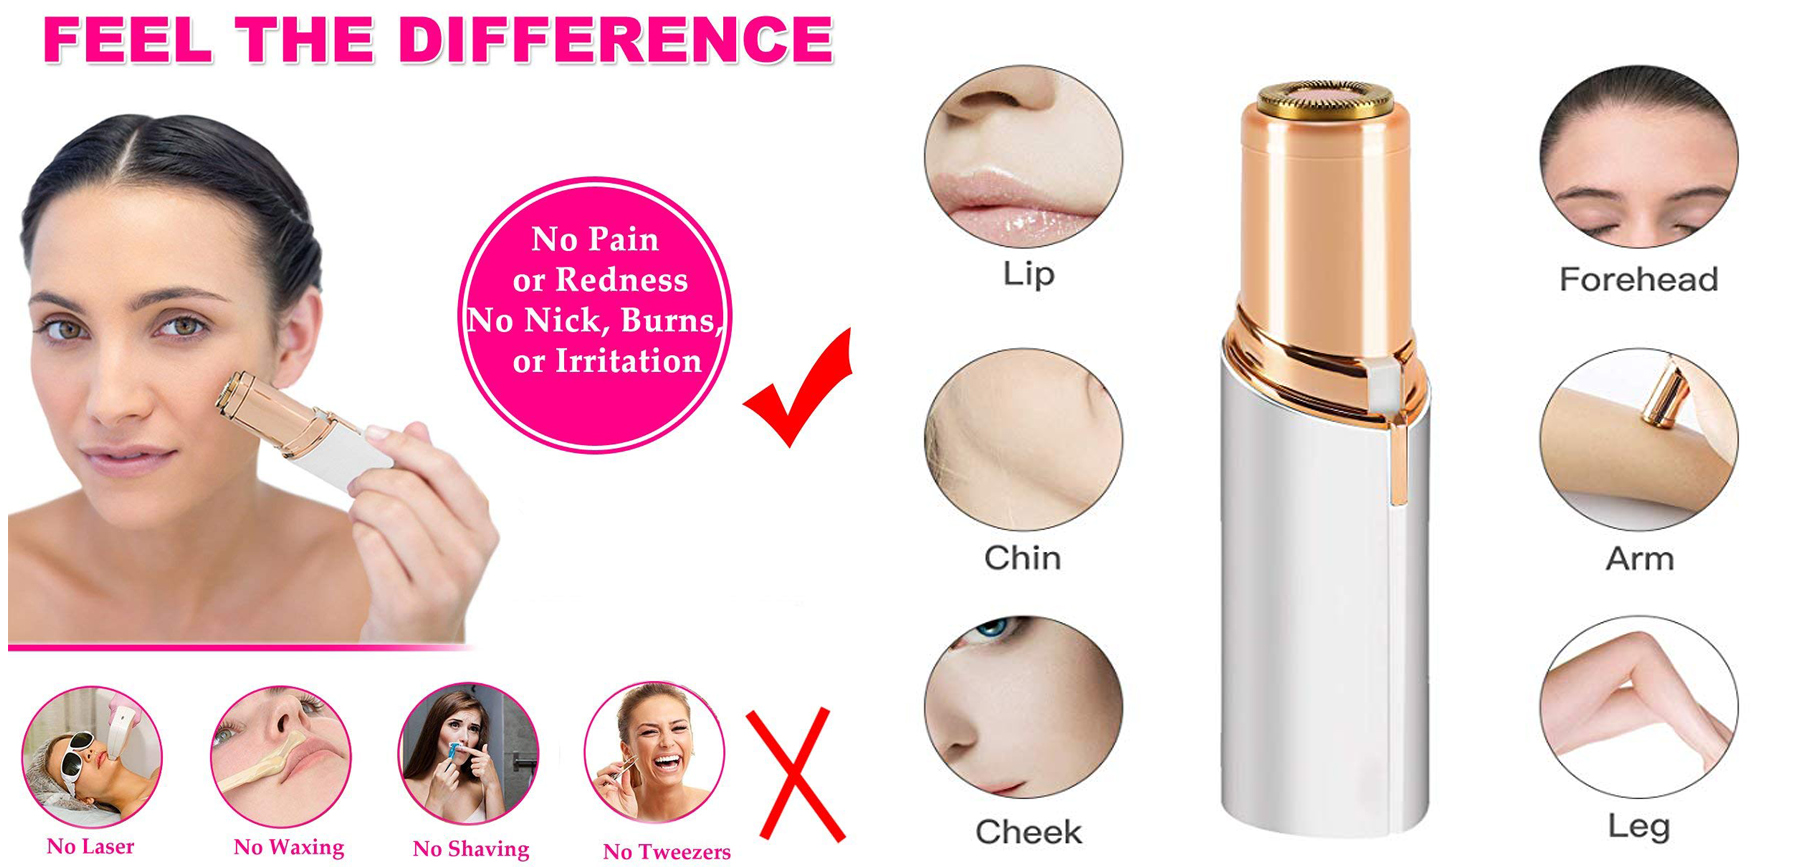 FEEL THE DIFFERENCE
No Pain
or Redness
No Nick, Burns,
or Irritation
No Laser
No Waxing
No Shaving
No Tweezers
Lip
Chin
Cheek
Forehead
Arm
Leg